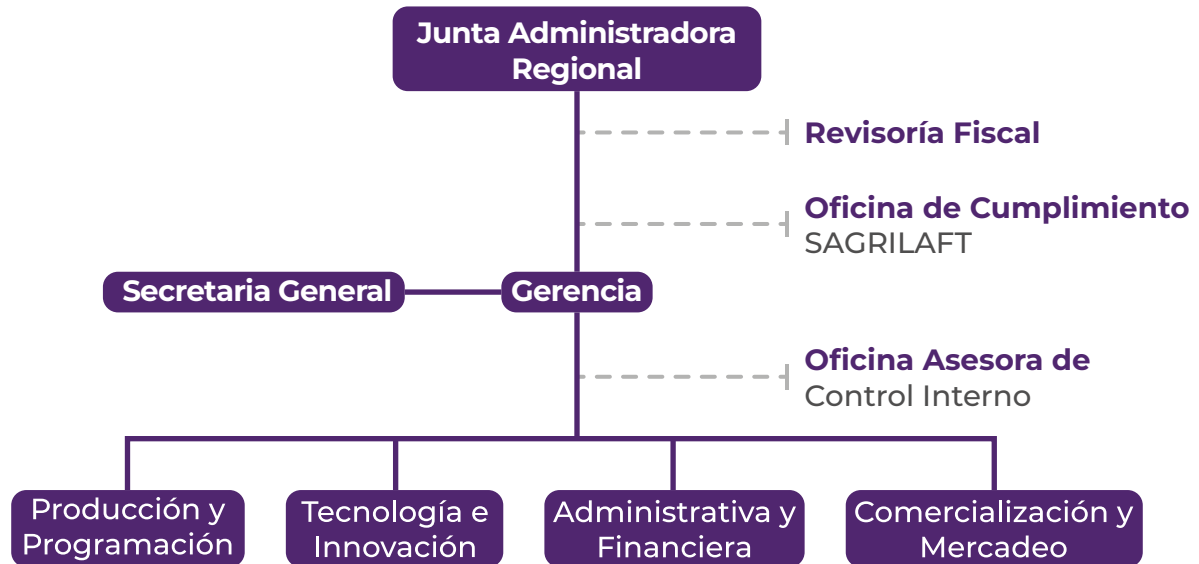 Junta Administradora
Regional
Revisoría Fiscal
Oficina de Cumplimiento
SAGRILAFT
Secretaria General
Gerencia
Oficina Asesora de
Control Interno
Producción y
Programación
Tecnología e
Innovación
Administrativa y
Financiera
Comercialización y
Mercadeo